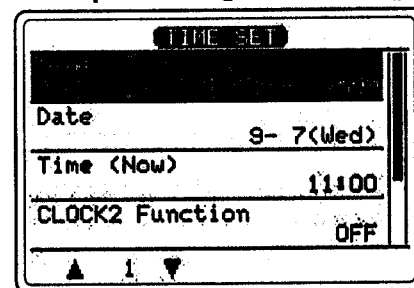 TIME SET
Date
9- 7(Wed)
Time (Now)
11:00
CLOCK2 Function
OFF
1